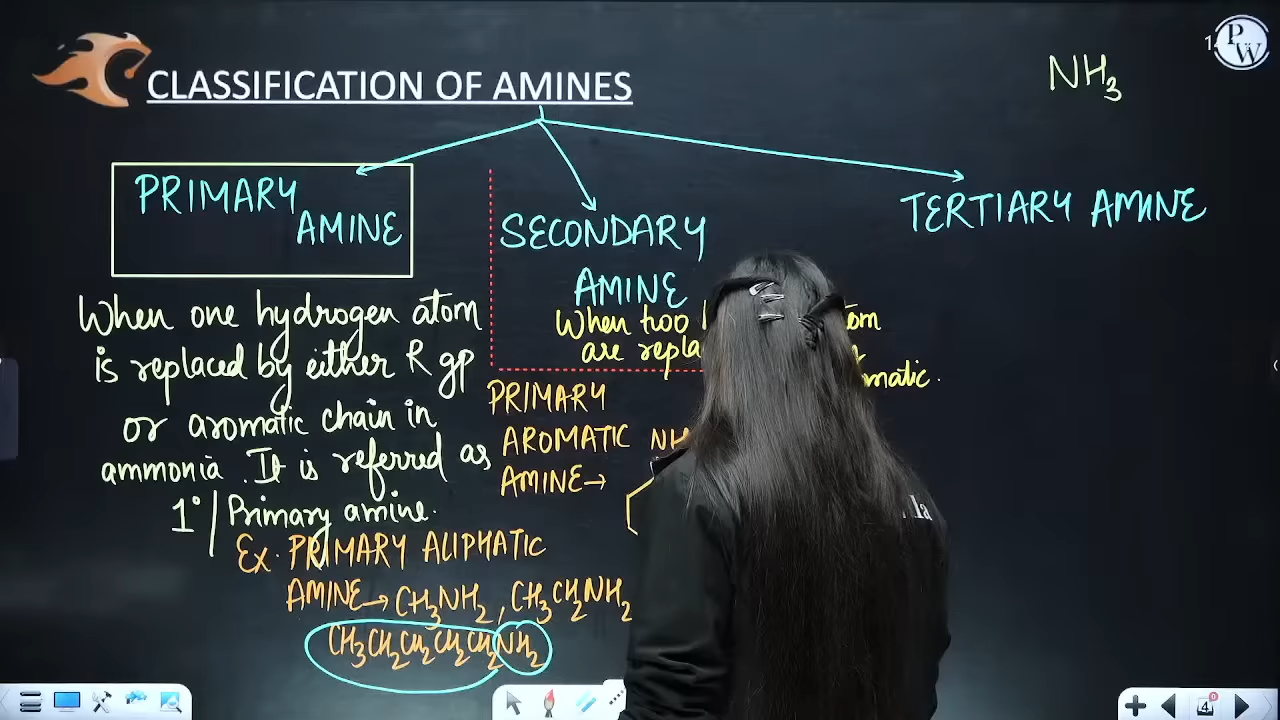 CLASSIFICATION OF AMINES
NH3
PW
PRIMARY
AMINE
SECONDARY
AMINE
TERTIARY AMINE
When one hydrogen atom
is replaced by either R gp
or aromatic chain in
ammonia. It is referred as
1°/Primary amine.
When two
are
PRIMARY
AROMATIC
AMINE→
Ex. PRIMARY ALIPHATIC
AMINE→CH3NH2, CH3CH2NH2
CH3CH2CH2CH2CH2NH2
4